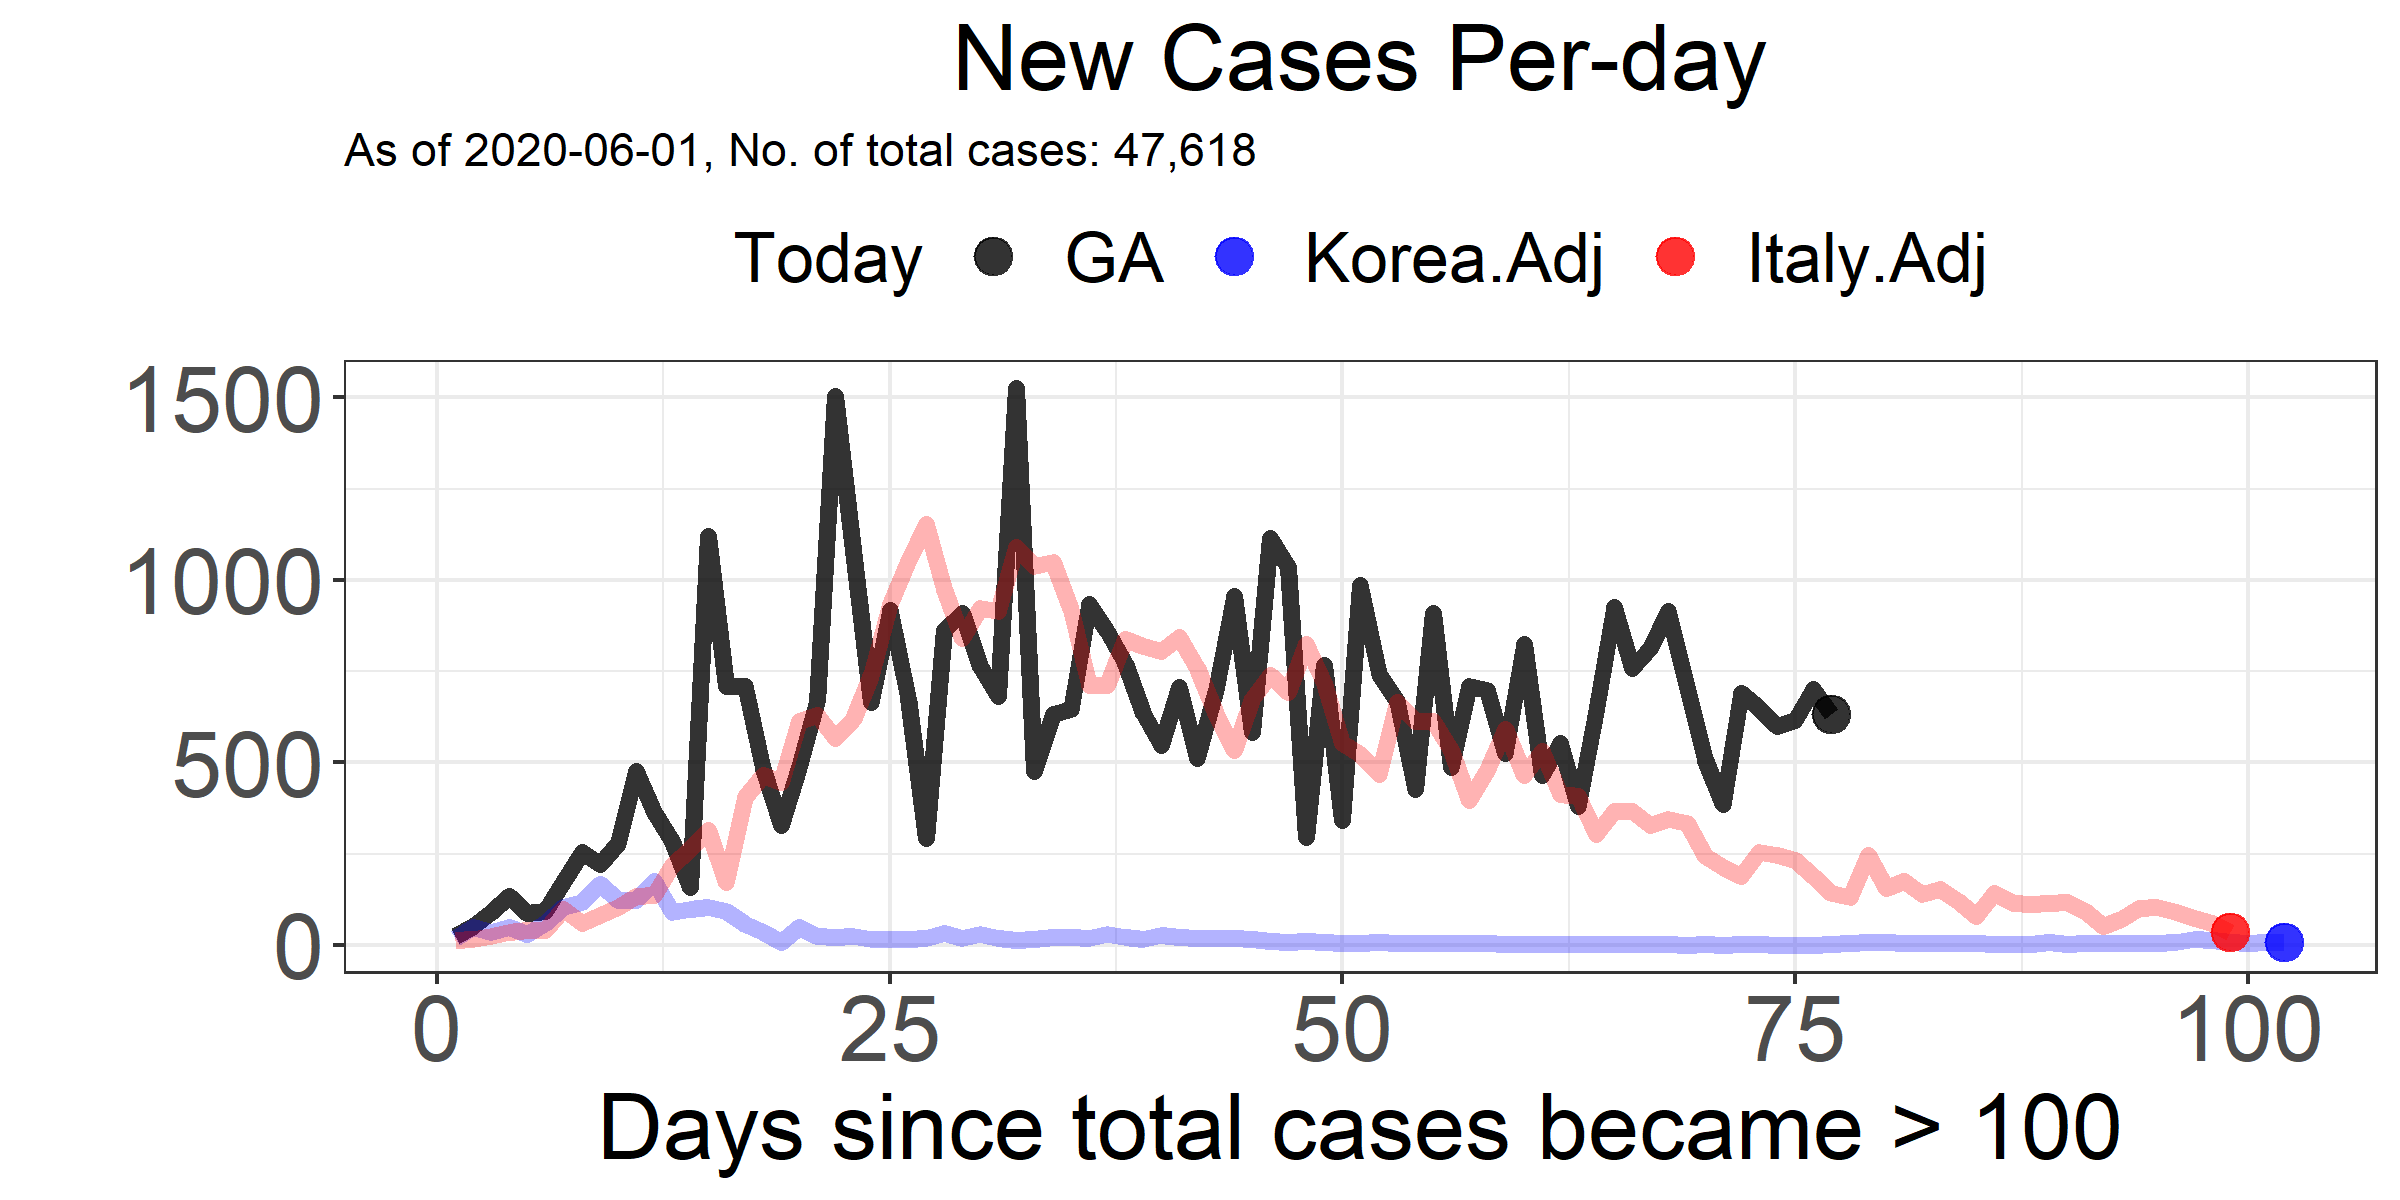 New Cases Per-day
As of 2020-06-01, No. of total cases: 47,618
Today GA Korea.Adj Italy.Adj
1500
1000
500
0
0 25 50 75 100
Days since total cases became > 100